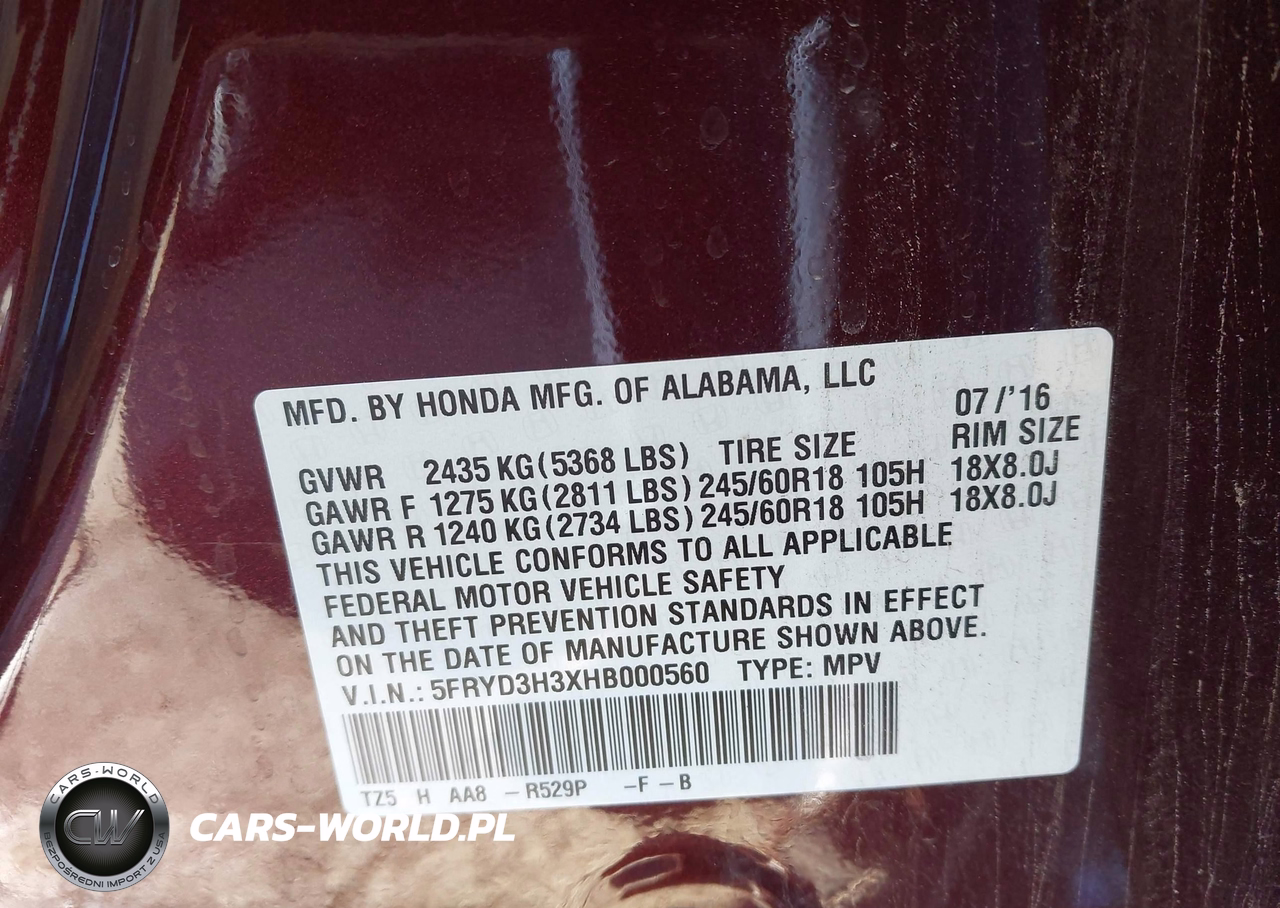 MFD. BY HONDA MFG. OF ALABAMA, LLC
07/'16
GVWR 2435 KG (5368 LBS) TIRE SIZE RIM SIZE
GAWR F 1275 KG (2811 LBS) 245/60R18 105H 18X8.0J
GAWR R 1240 KG (2734 LBS) 245/60R18 105H 18X8.0J
THIS VEHICLE CONFORMS TO ALL APPLICABLE
FEDERAL MOTOR VEHICLE SAFETY
AND THEFT PREVENTION STANDARDS IN EFFECT
ON THE DATE OF MANUFACTURE SHOWN ABOVE.
V.I.N.: 5FRYD3H3XHB000560 TYPE: MPV
TZ5 H AA8 – R529P –F –B
CARS-WORLD
CW
BEZPOŚREDNI IMPORT Z USA
CARS-WORLD.PL